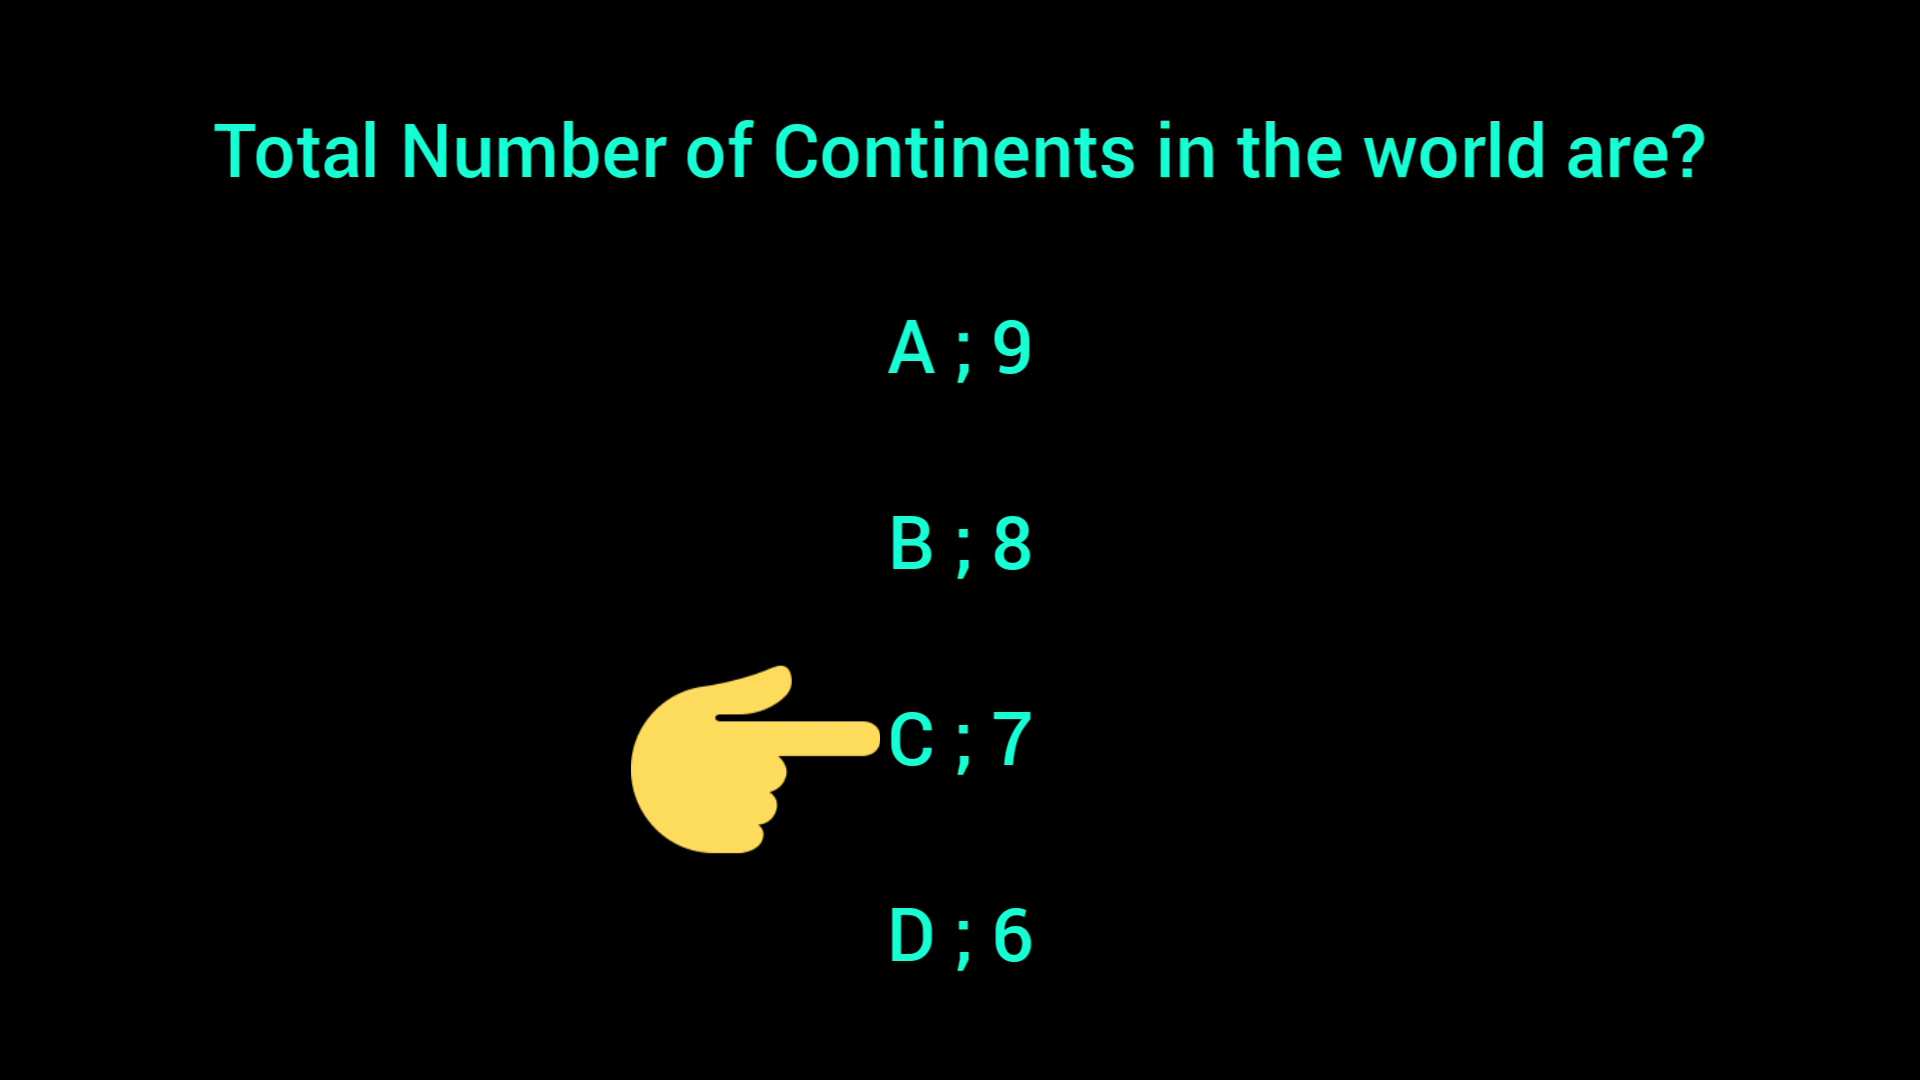 Total Number of Continents in the world are?
A ; 9
B ; 8
C ; 7
D ; 6